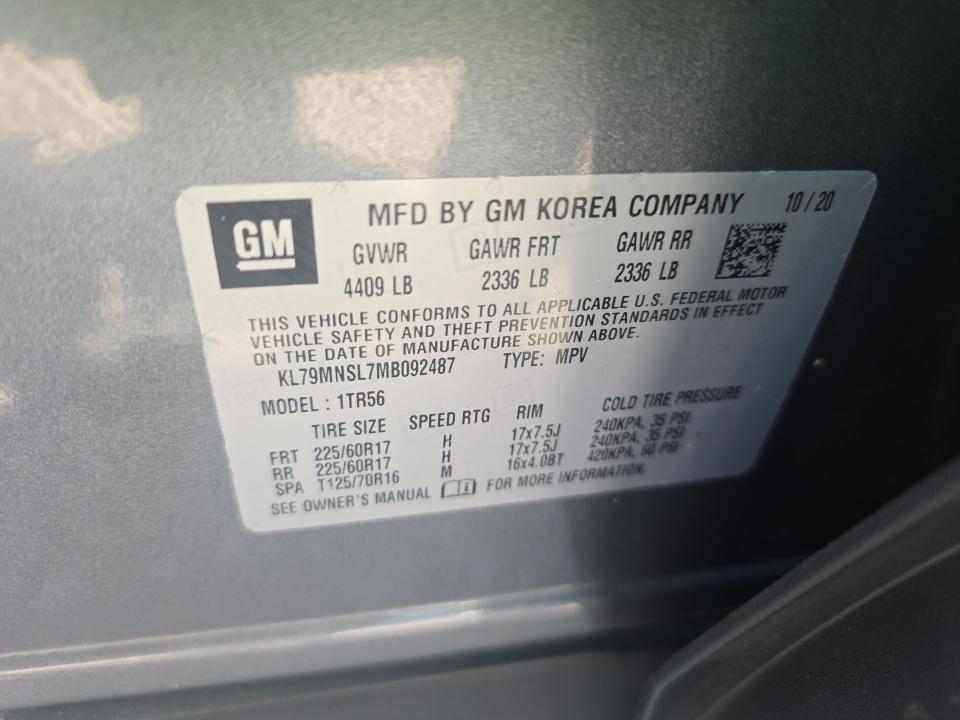 GM
MFD BY GM KOREA COMPANY 10 / 20
GVWR GAWR FRT GAWR RR
4409 LB 2336 LB 2336 LB
THIS VEHICLE CONFORMS TO ALL APPLICABLE U.S. FEDERAL MOTOR
VEHICLE SAFETY AND THEFT PREVENTION STANDARDS IN EFFECT
ON THE DATE OF MANUFACTURE SHOWN ABOVE.
KL79MNSL7MB092487 TYPE: MPV
MODEL : 1TR56
TIRE SIZE SPEED RTG RIM COLD TIRE PRESSURE
FRT 225/60R17 H 17x7.5J 240KPA, 35 PSI
RR 225/60R17 H 17x7.5J 240KPA, 35 PSI
SPA T125/70R16 M 16x4.0BT 420KPA, 60 PSI
SEE OWNER'S MANUAL FOR MORE INFORMATION.